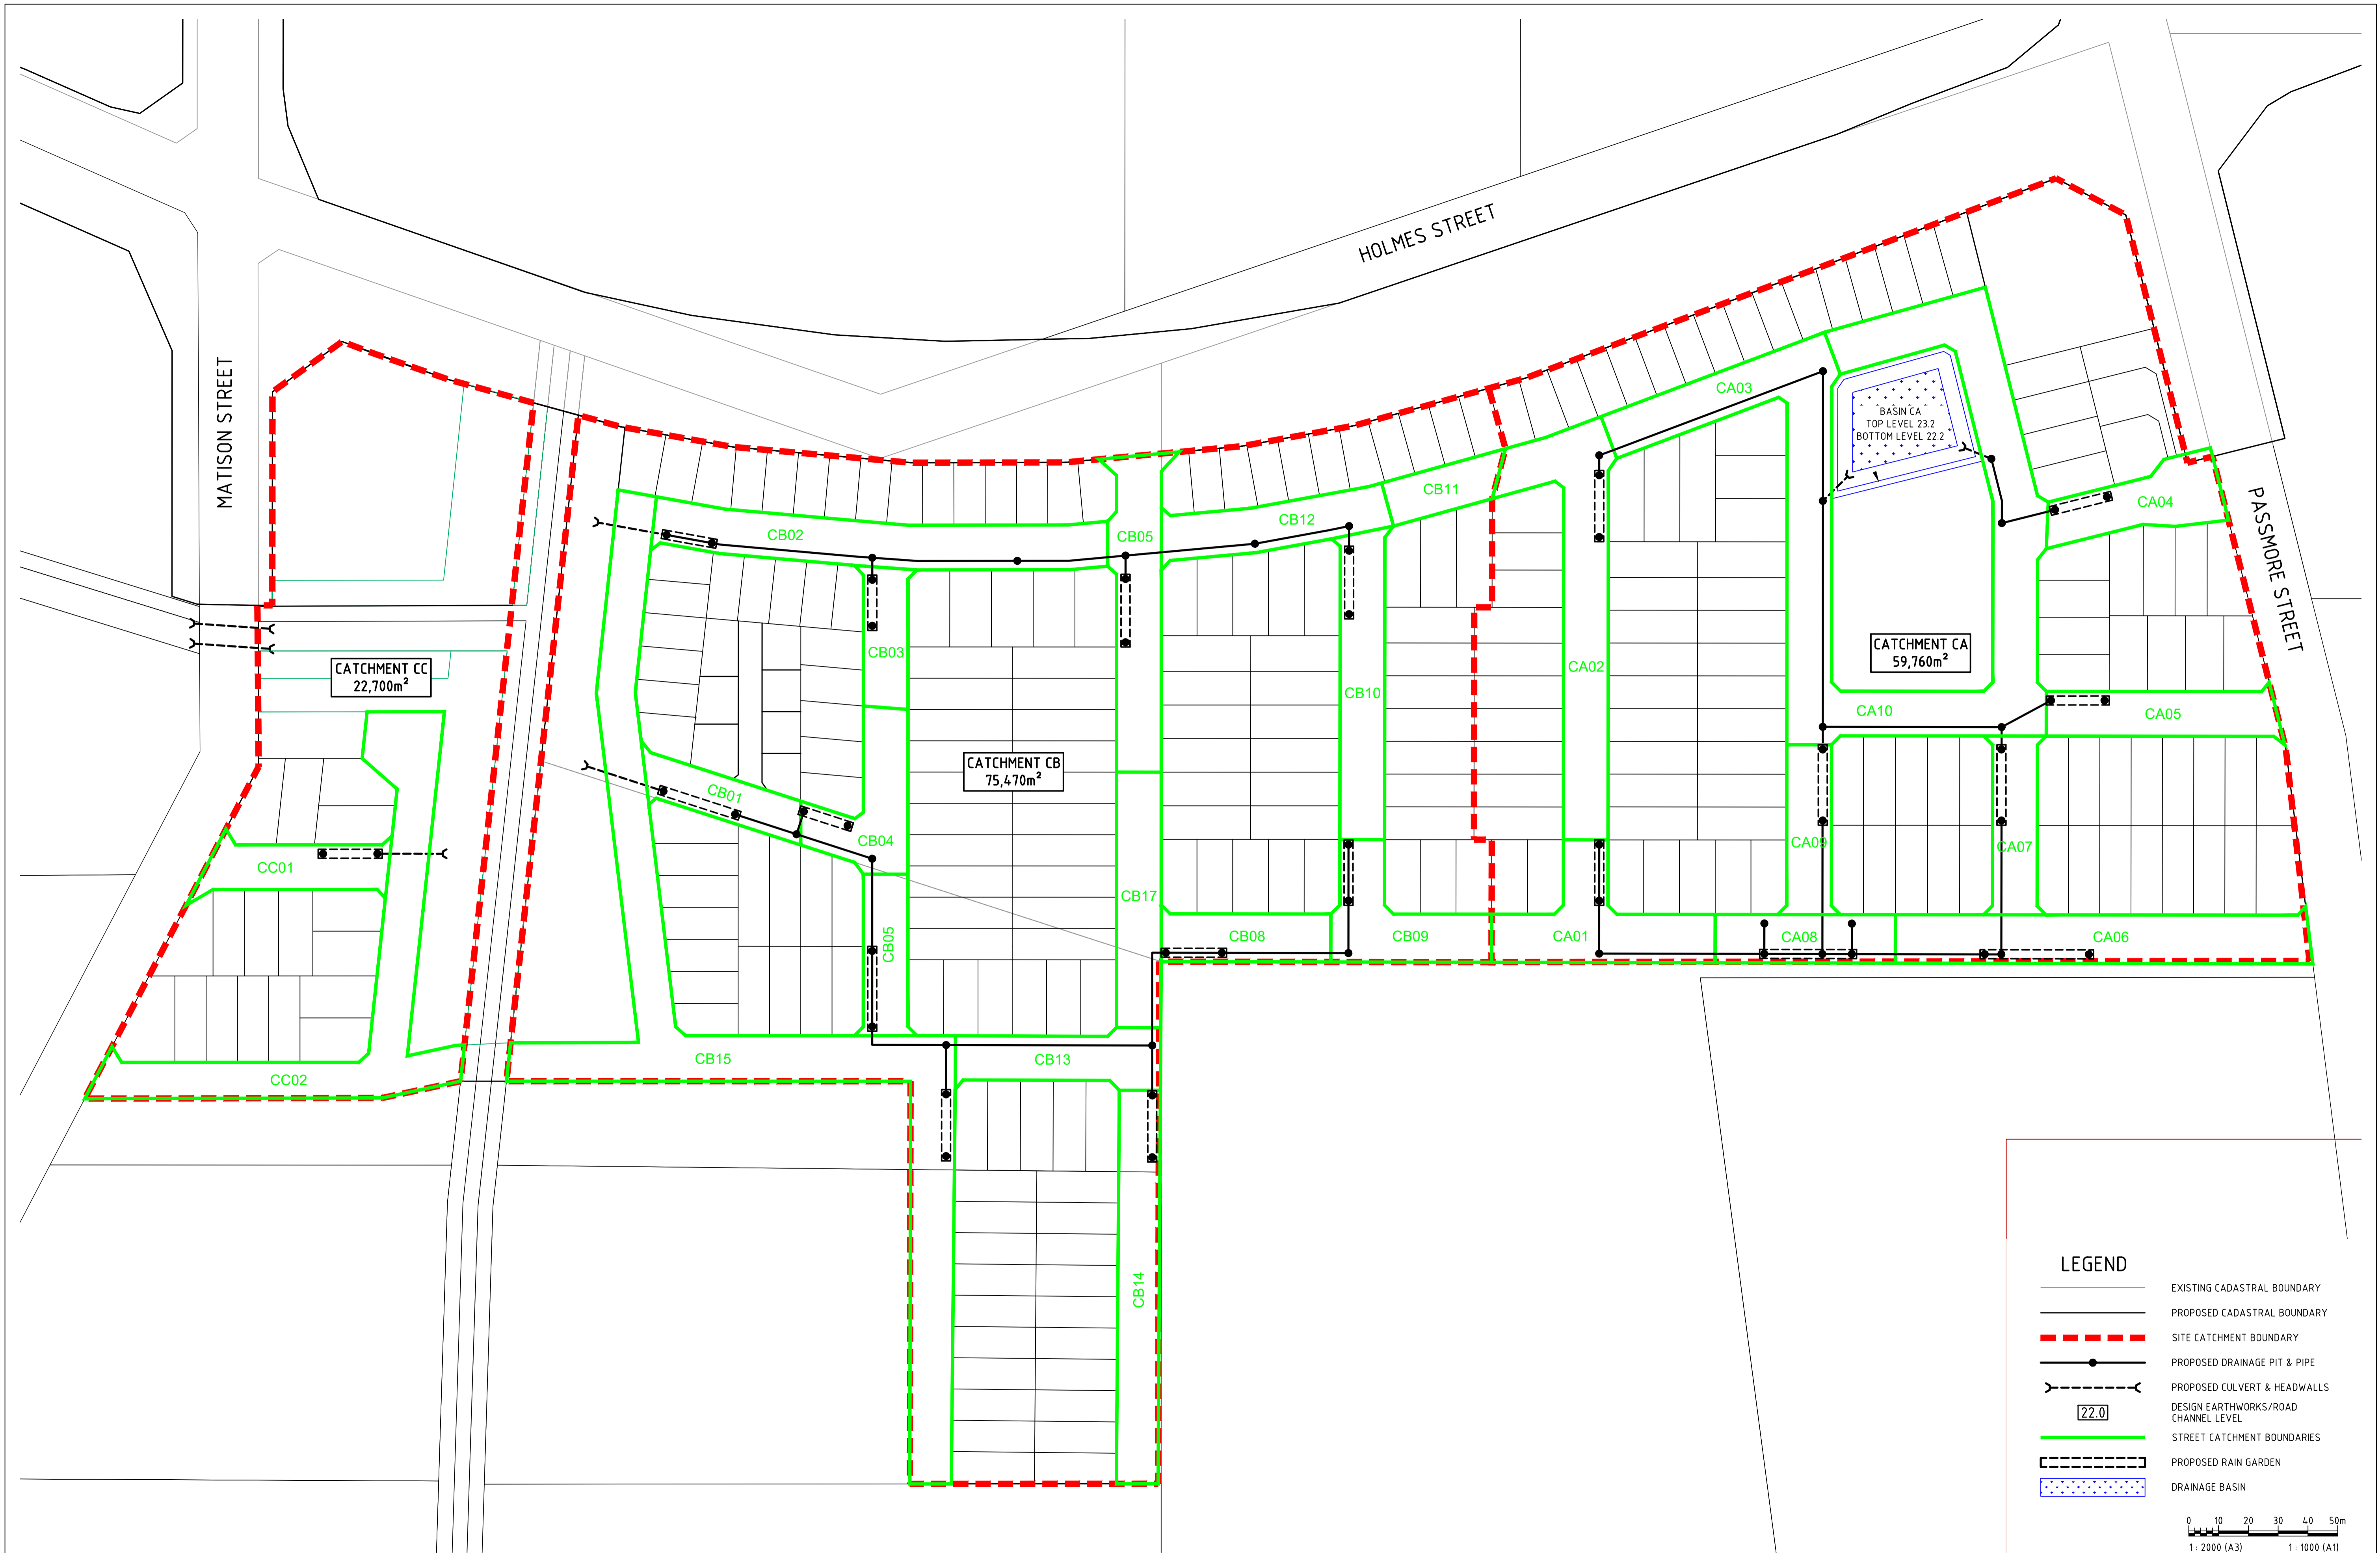 HOLMES STREET
MATISON STREET
PASSMORE STREET
CA03
BASIN CA
TOP LEVEL 23.2
BOTTOM LEVEL 22.2
CA04
CB11
CB12
CB02
CB05
CB03
CB10
CA02
CATCHMENT CA
59,760m²
CATCHMENT CC
22,700m²
CA10
CA05
CATCHMENT CB
75,470m²
CB01
CB04
CA09
CA07
CC01
CB17
CB05
CB08
CB09
CA01
CA08
CA06
CB15
CB13
CC02
CB14
LEGEND
EXISTING CADASTRAL BOUNDARY
PROPOSED CADASTRAL BOUNDARY
SITE CATCHMENT BOUNDARY
PROPOSED DRAINAGE PIT & PIPE
PROPOSED CULVERT & HEADWALLS
22.0
DESIGN EARTHWORKS/ROAD
CHANNEL LEVEL
STREET CATCHMENT BOUNDARIES
PROPOSED RAIN GARDEN
DRAINAGE BASIN
0 10 20 30 40 50m
1 : 2000 (A3) 1 : 1000 (A1)